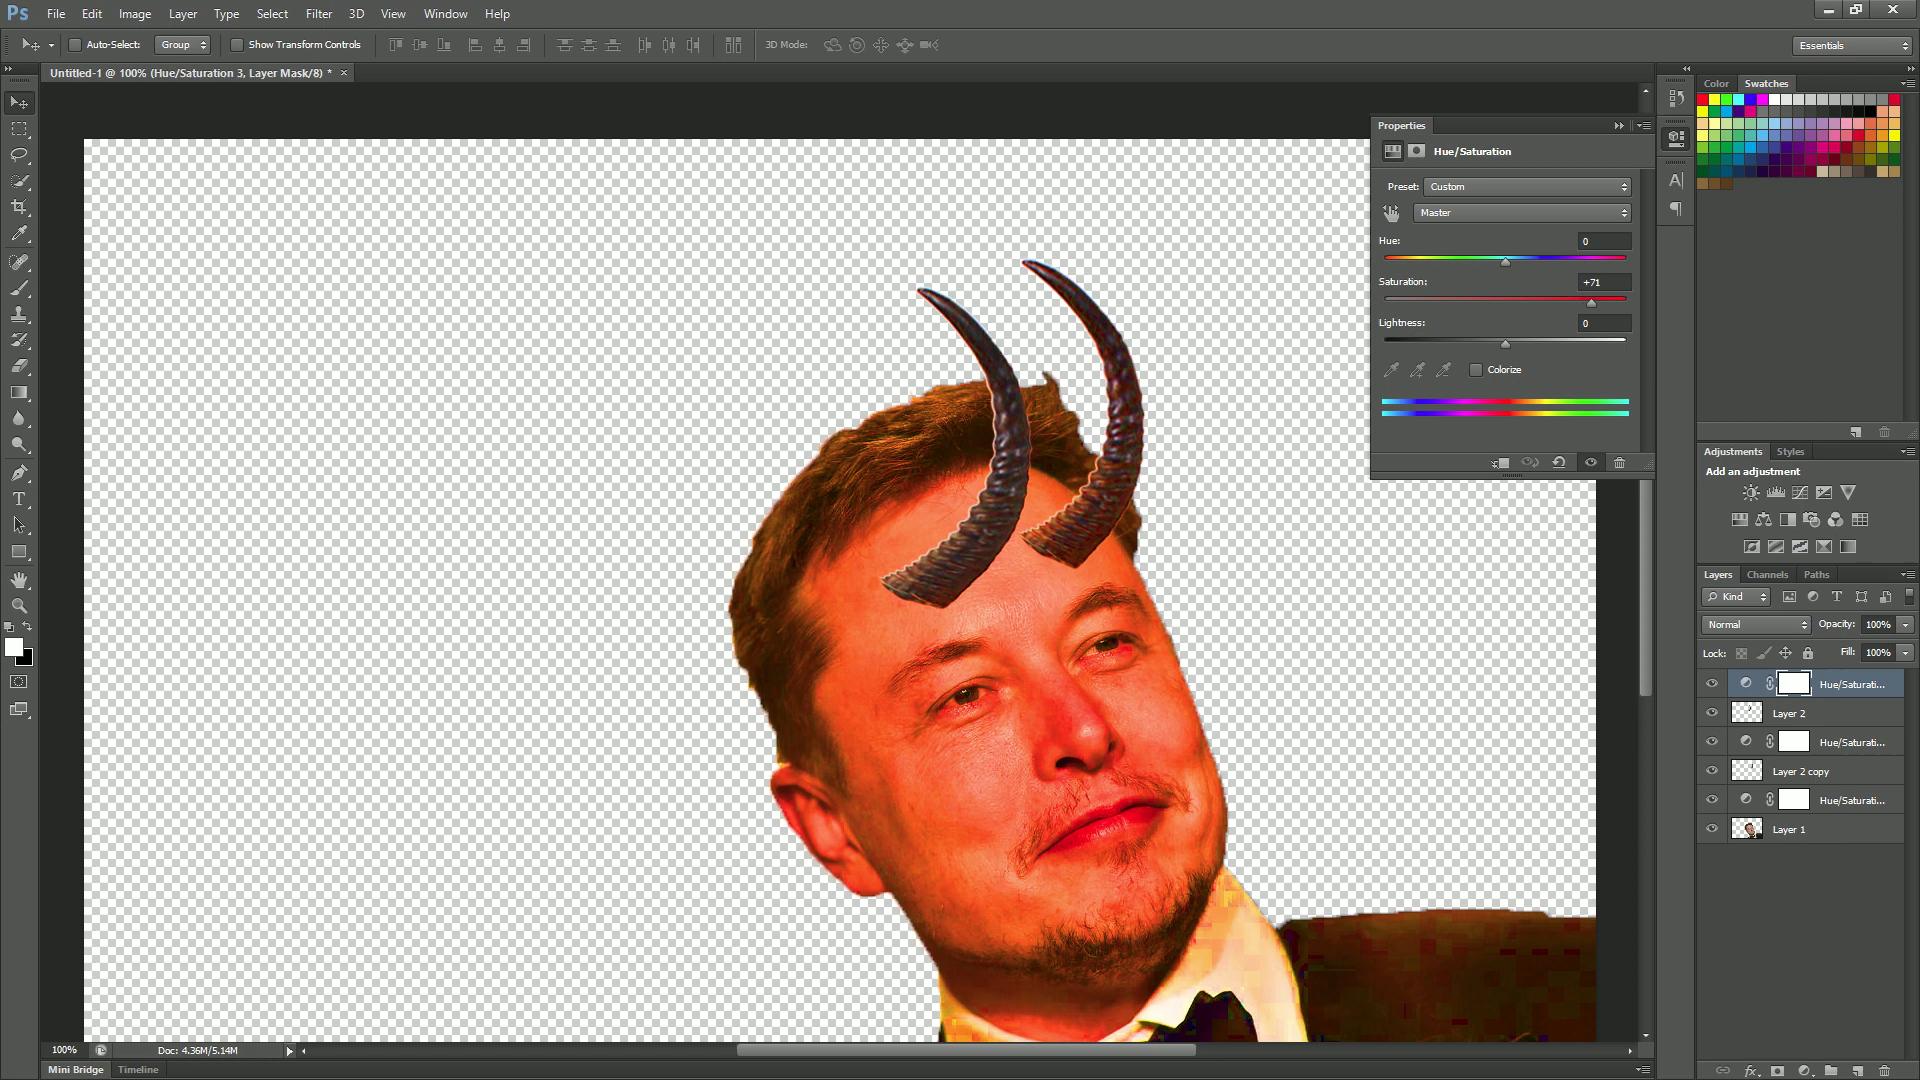 Ps File Edit Image Layer Type Select Filter 3D View Window Help
Auto-Select: Group Show Transform Controls 3D Mode: Essentials
Untitled-1 @ 100% (Hue/Saturation 3, Layer Mask/8) * ×
Color Swatches
Properties
Hue/Saturation
Preset: Custom
Master
Hue: 0
Saturation: +71
Lightness: 0
Colorize
Adjustments Styles
Add an adjustment
Layers Channels Paths
Kind
Normal Opacity: 100%
Lock: Fill: 100%
Hue/Saturati...
Layer 2
Hue/Saturati...
Layer 2 copy
Hue/Saturati...
Layer 1
100% Doc: 4.36M/5.14M
Mini Bridge Timeline